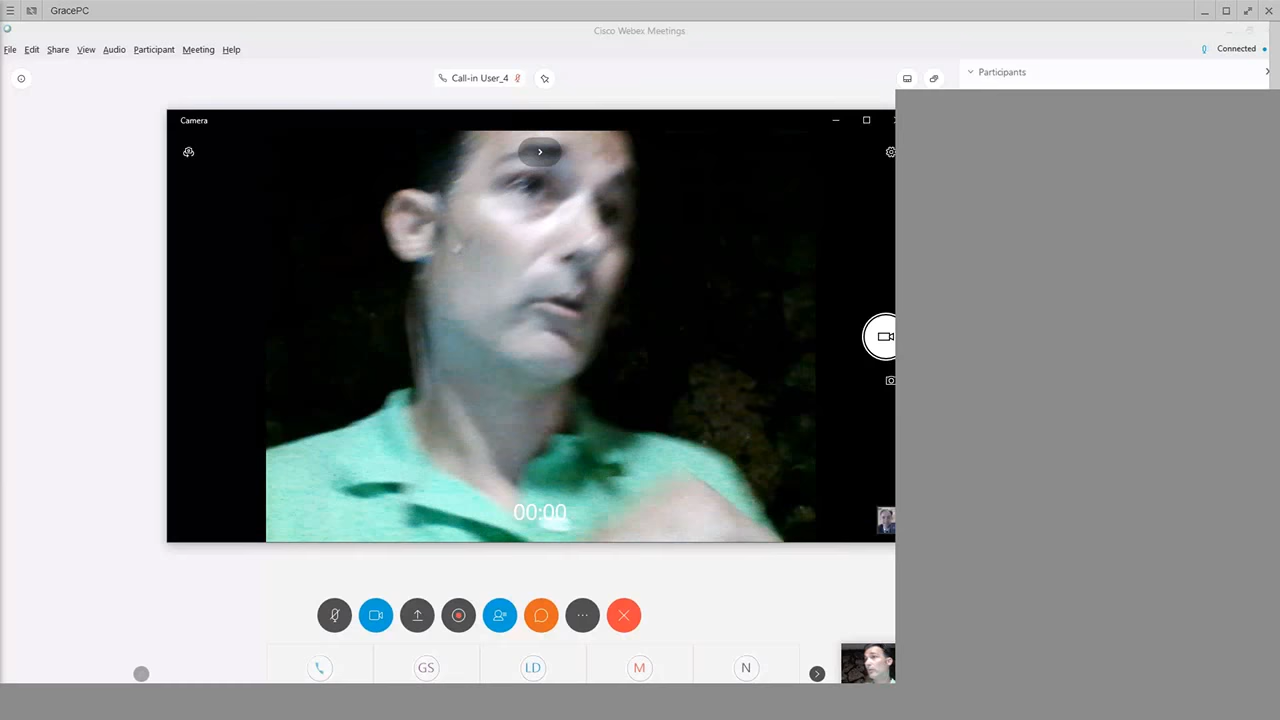 GracePC
Cisco Webex Meetings
File Edit Share View Audio Participant Meeting Help
Connected
Call-in User_4
Participants
Camera
00:00
GS LD M N